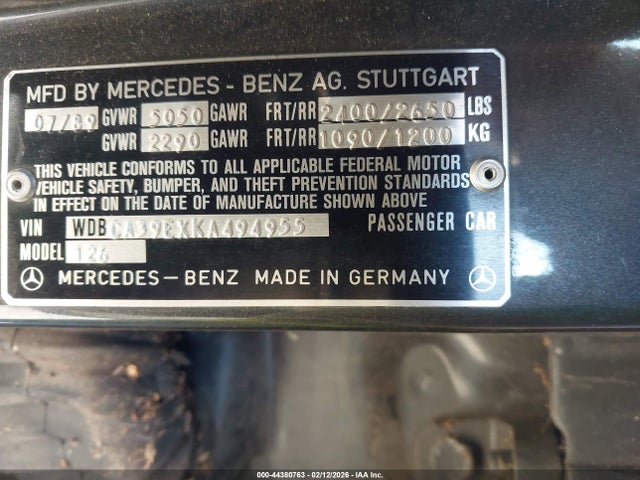 MFD BY MERCEDES - BENZ AG. STUTTGART
07/89 GVWR 5050 GAWR FRT/RR 2400/2650 LBS
GVWR 2290 GAWR FRT/RR 1090/1200 KG
THIS VEHICLE CONFORMS TO ALL APPLICABLE FEDERAL MOTOR
VEHICLE SAFETY, BUMPER, AND THEFT PREVENTION STANDARDS
IN EFFECT ON THE DATE OF MANUFACTURE SHOWN ABOVE
VIN WDBCA39EXKA494955 PASSENGER CAR
MODEL 126
MERCEDES-BENZ MADE IN GERMANY
000-44380763 - 02/12/2026 - IAA Inc.